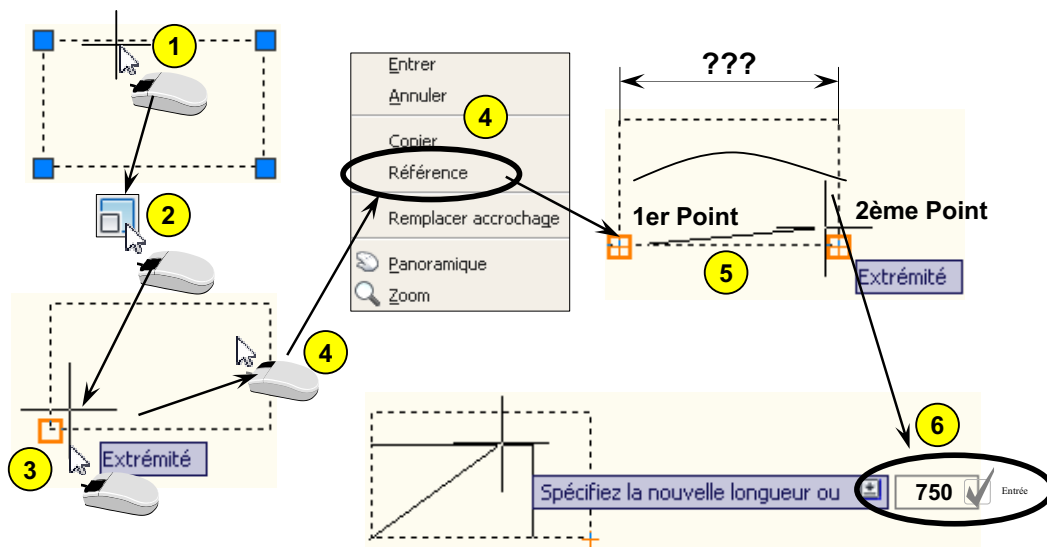 1
2
3
Extrémité
4
Entrer
Annuler
4
Copier
Référence
Remplacer accrochage
Panoramique
Zoom
???
1er Point
2ème Point
5
Extrémité
6
Spécifiez la nouvelle longueur ou
750
Entrée